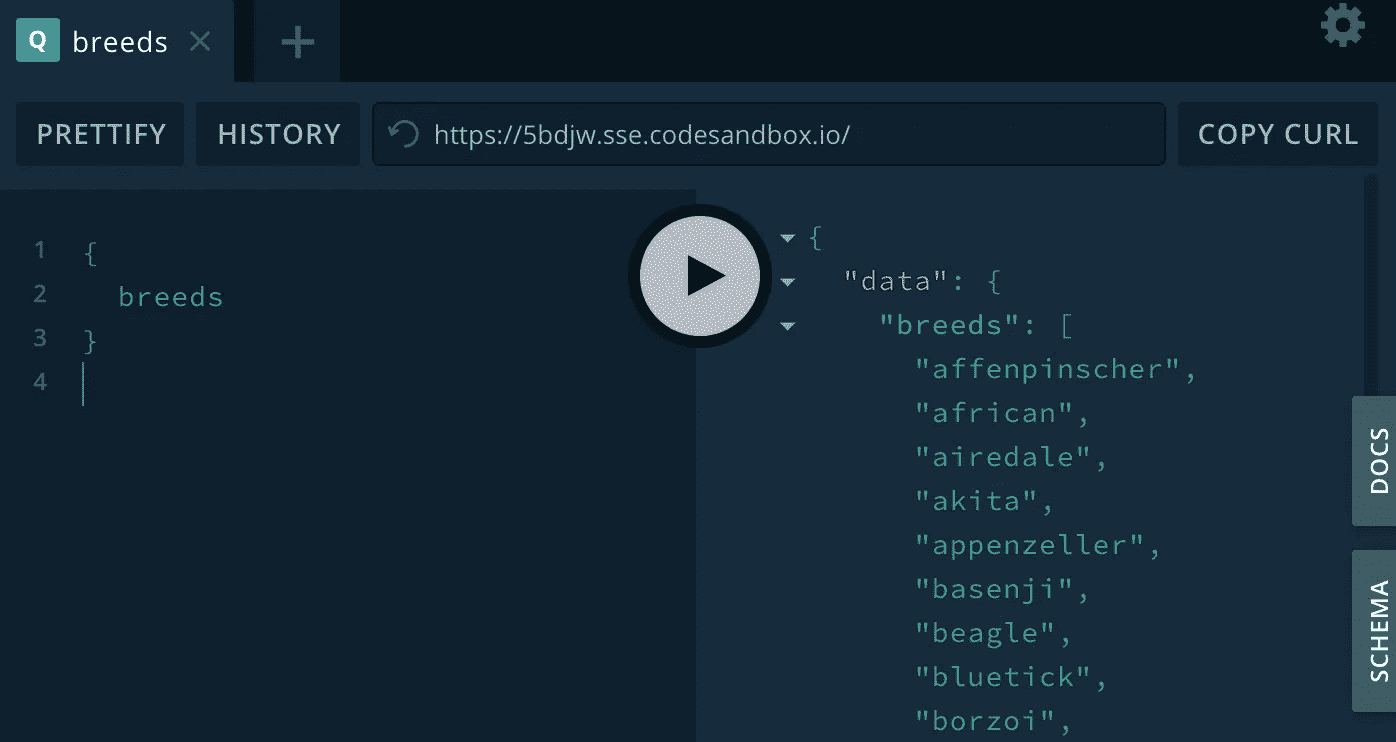 Q breeds
PRETTIFY HISTORY https://5bdjw.sse.codesandbox.io/ COPY CURL
1 {
2 breeds
3 }
4
{
"data": {
"breeds": [
"affenpinscher",
"african",
"airedale",
"akita",
"appenzeller",
"basenji",
"beagle",
"bluetick",
"borzoi",
DOCS
SCHEMA